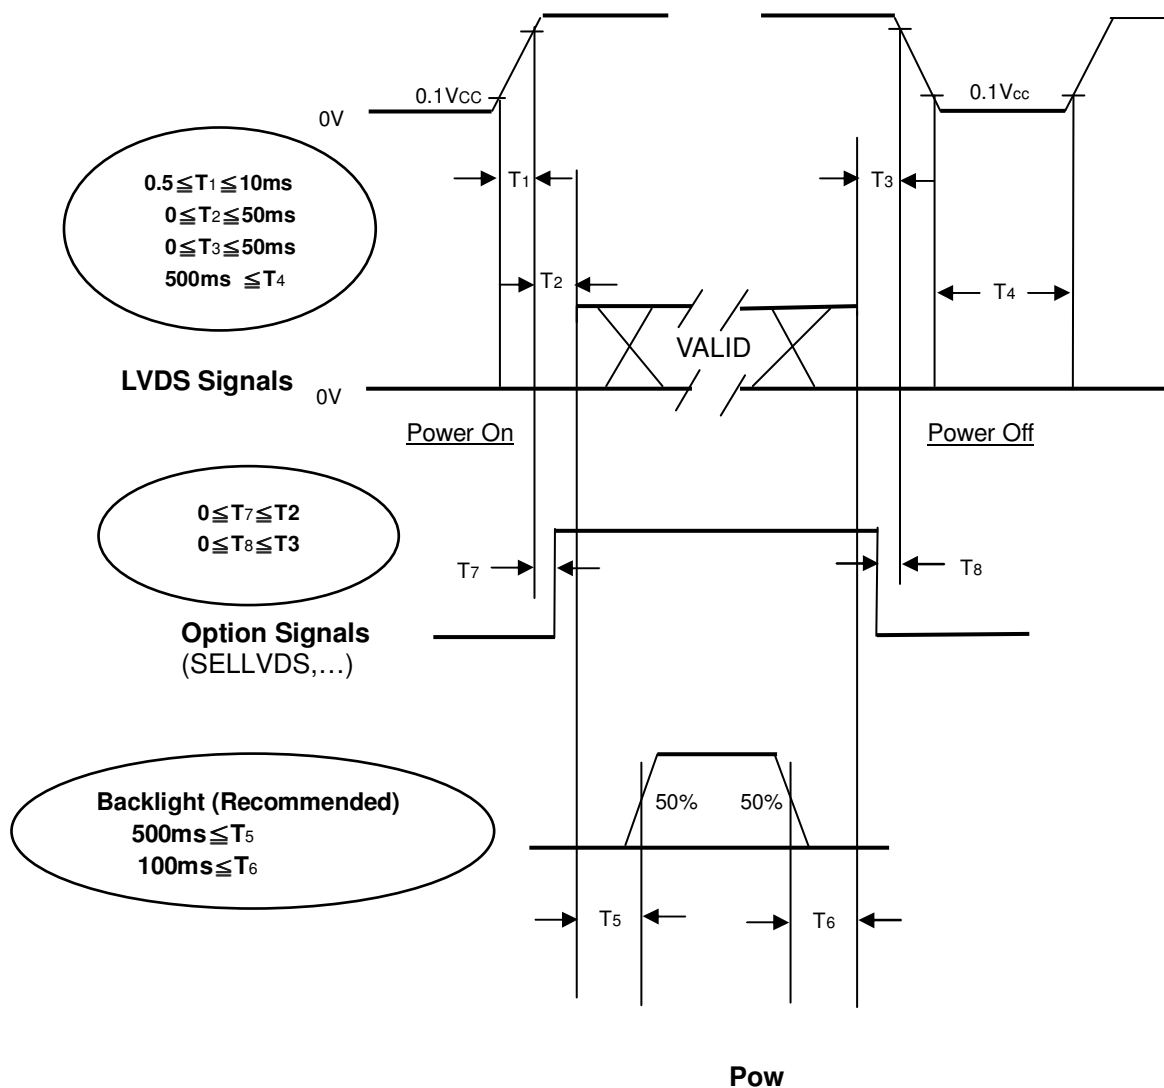 0.1VCC
0.1Vcc
0V
0.5≦T1≦10ms
0≦T2≦50ms
0≦T3≦50ms
500ms ≦T4
T1
T3
T2
T4
VALID
LVDS Signals
0V
Power On
Power Off
0≦T7≦T2
0≦T8≦T3
T7
T8
Option Signals
(SELLVDS,…)
Backlight (Recommended)
500ms≦T5
100ms≦T6
50%
50%
T5
T6
Pow